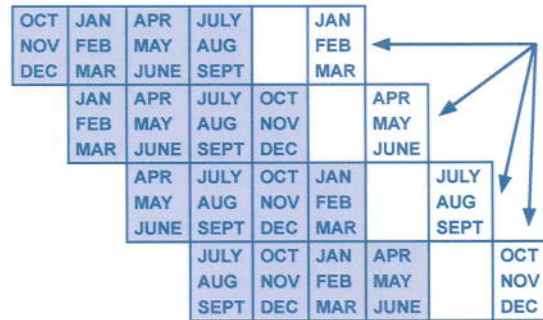 OCT JAN APR JULY JAN
NOV FEB MAY AUG FEB
DEC MAR JUNE SEPT MAR
JAN APR JULY OCT APR
FEB MAY AUG NOV MAY
MAR JUNE SEPT DEC JUNE
APR JULY OCT JAN JULY
MAY AUG NOV FEB AUG
JUNE SEPT DEC MAR SEPT
JULY OCT JAN APR OCT
AUG NOV FEB MAY NOV
SEPT DEC MAR JUNE DEC